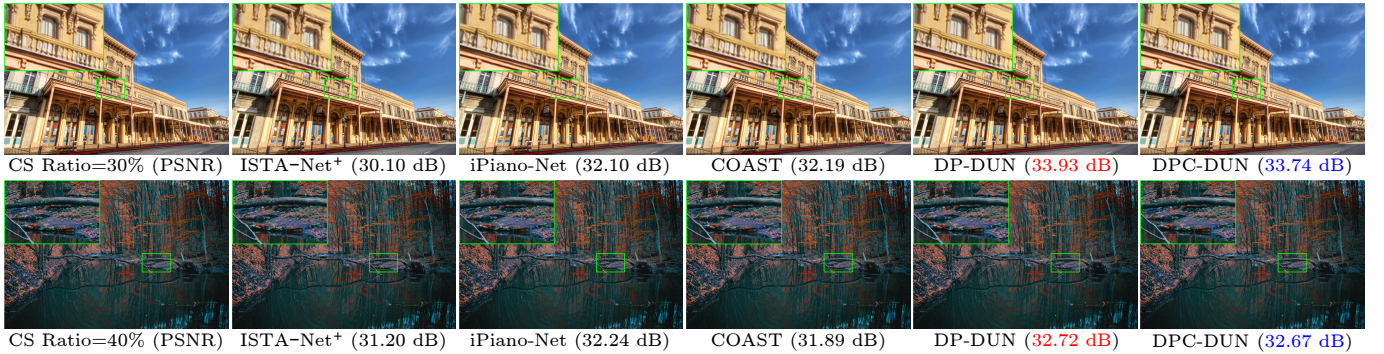 CS Ratio=30% (PSNR) ISTA-Net⁺ (30.10 dB) iPiano-Net (32.10 dB) COAST (32.19 dB) DP-DUN (33.93 dB) DPC-DUN (33.74 dB)
CS Ratio=40% (PSNR) ISTA-Net⁺ (31.20 dB) iPiano-Net (32.24 dB) COAST (31.89 dB) DP-DUN (32.72 dB) DPC-DUN (32.67 dB)